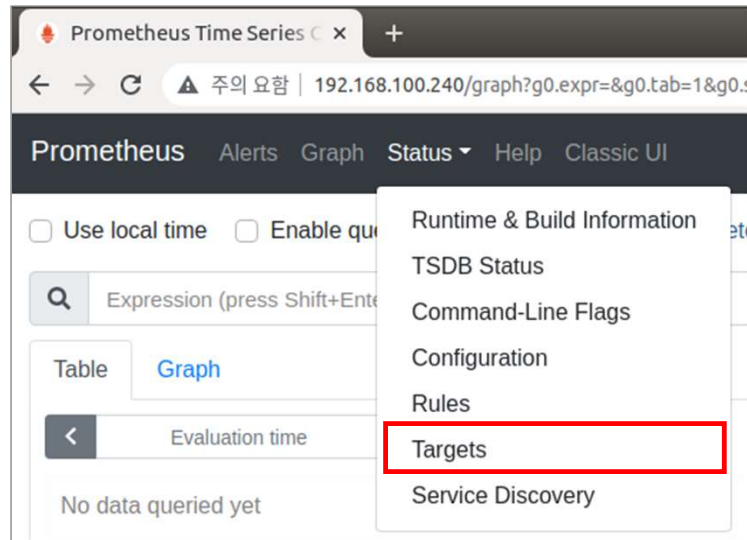 Prometheus Time Series
주의 요함 | 192.168.100.240/graph?g0.expr=&g0.tab=1&g0.s
Prometheus Alerts Graph Status Help Classic UI
Use local time Enable que
Runtime & Build Information
TSDB Status
Expression (press Shift+Ente
Command-Line Flags
Table Graph
Configuration
Rules
Evaluation time
Targets
No data queried yet
Service Discovery